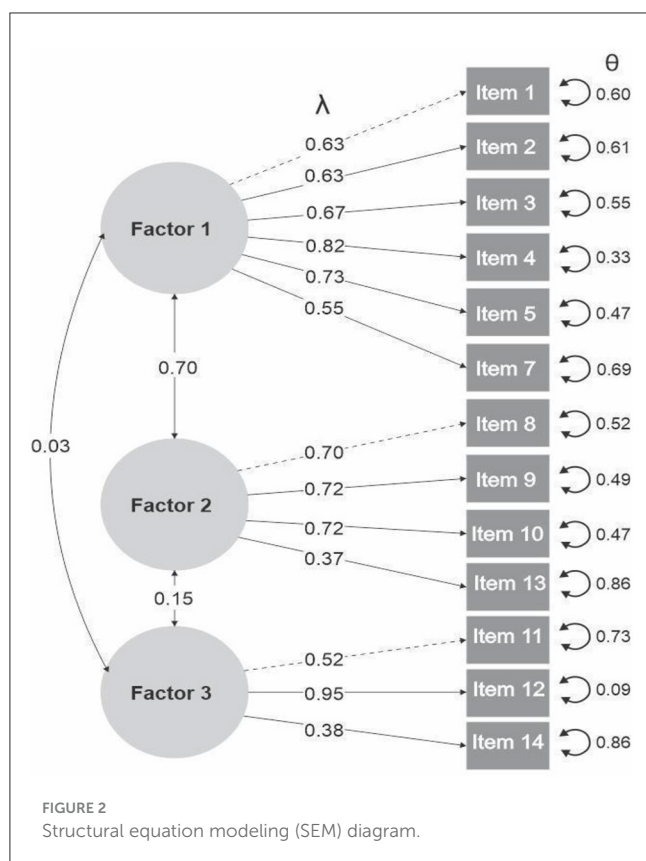 θ
λ
Item 1 0.60
0.63
Item 2 0.61
0.63
Item 3 0.55
0.67
Factor 1
0.82
Item 4 0.33
0.73
Item 5 0.47
0.55
Item 7 0.69
0.70
Item 8 0.52
0.03
0.70
Item 9 0.49
0.72
Factor 2
0.72
Item 10 0.47
0.37
Item 13 0.86
0.15
Item 11 0.73
0.52
Factor 3
0.95
Item 12 0.09
0.38
Item 14 0.86
FIGURE 2
Structural equation modeling (SEM) diagram.